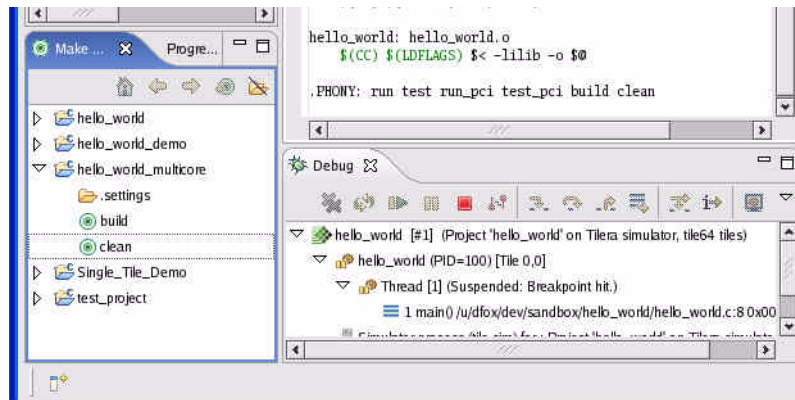 Make ...
Progre...
hello_world
hello_world_demo
hello_world_multicore
.settings
build
clean
Single_Tile_Demo
test_project
hello_world: hello_world.o
$(CC) $(LDFLAGS) $< -lilib -o $@
.PHONY: run test run_pci test_pci build clean
Debug
hello_world [#1] (Project 'hello_world' on Tilera simulator, tile64 tiles)
hello_world (PID=100) [Tile 0,0]
Thread [1] (Suspended: Breakpoint hit.)
1 main() /u/dfox/dev/sandbox/hello_world/hello_world.c:8 0x00